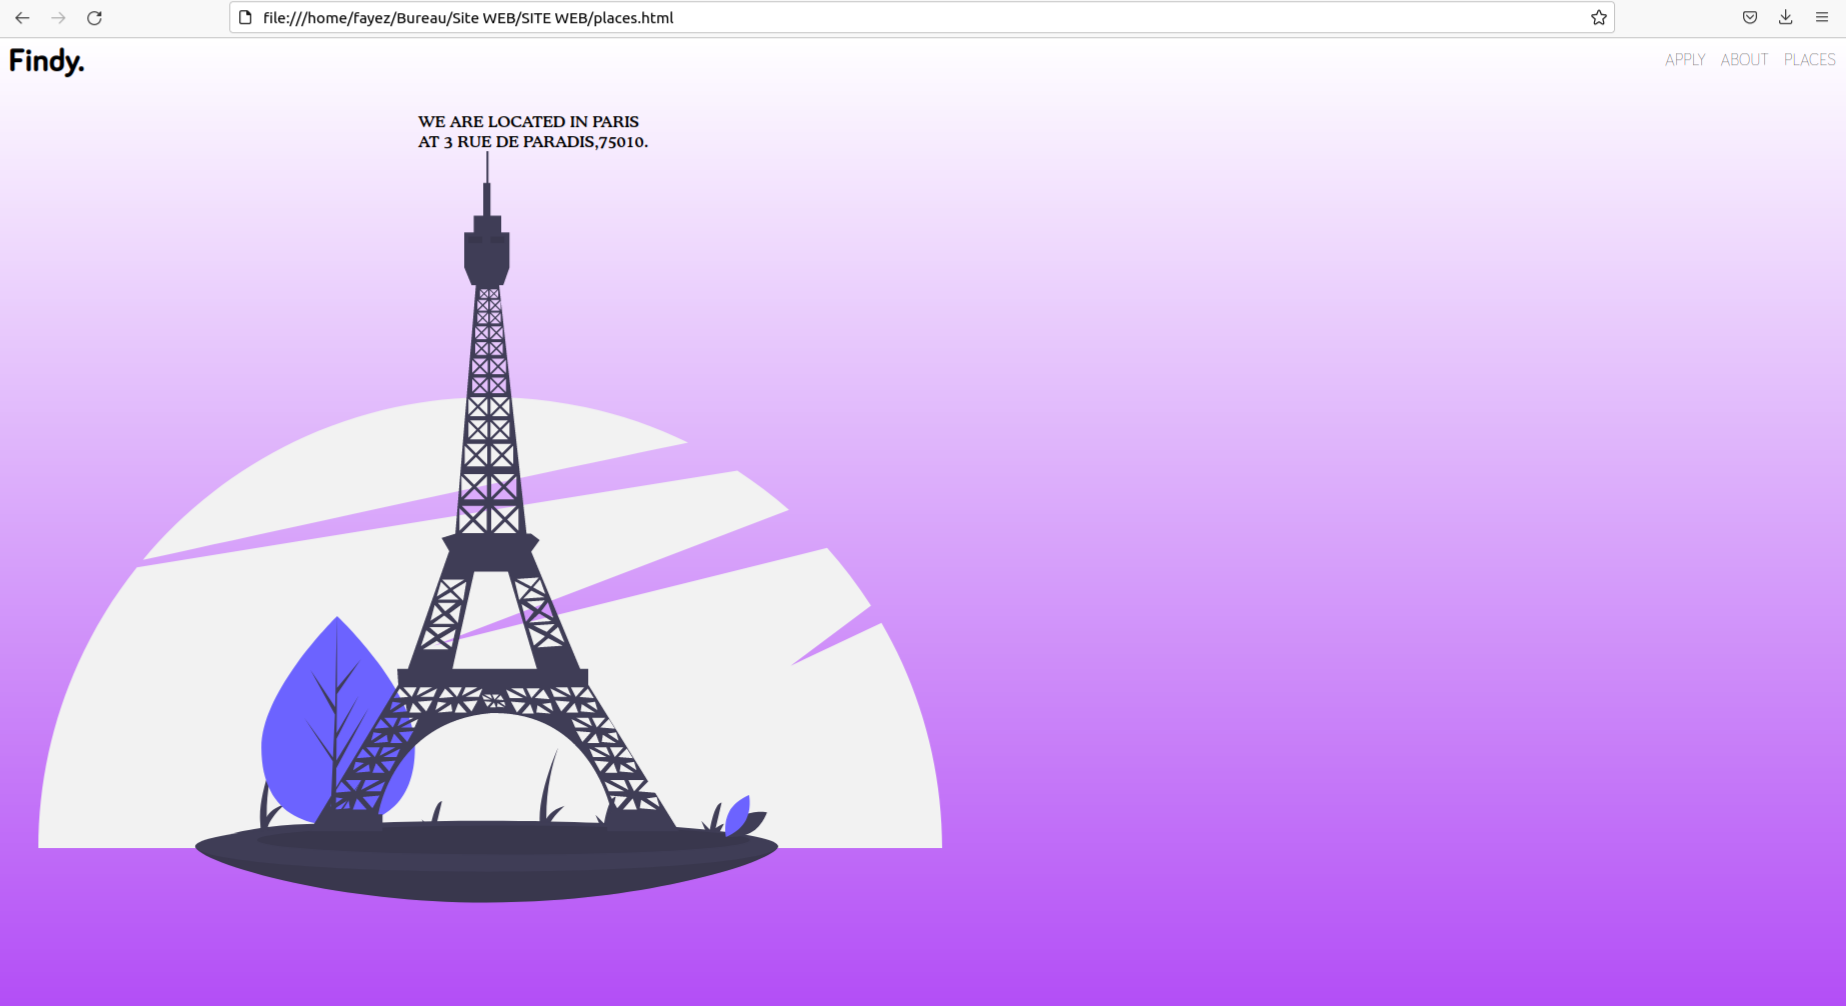 file:///home/fayez/Bureau/Site WEB/SITE WEB/places.html
Findy.
APPLY ABOUT PLACES
WE ARE LOCATED IN PARIS
AT 3 RUE DE PARADIS,75010.